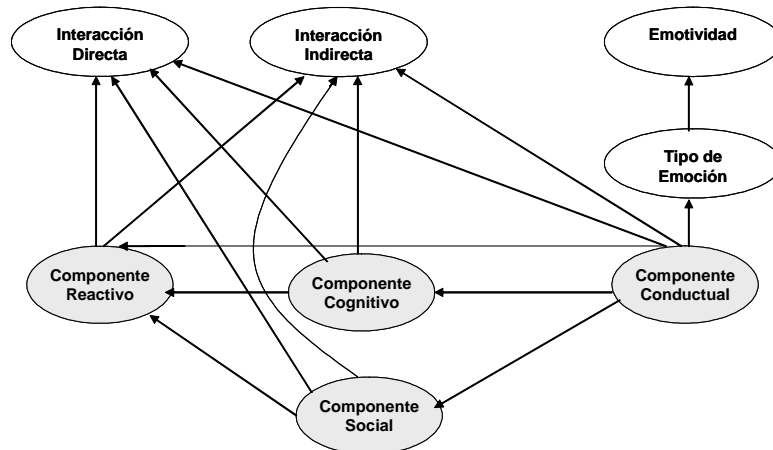 Interacción
Directa
Interacción
Indirecta
Emotividad
Tipo de
Emoción
Componente
Reactivo
Componente
Cognitivo
Componente
Conductual
Componente
Social